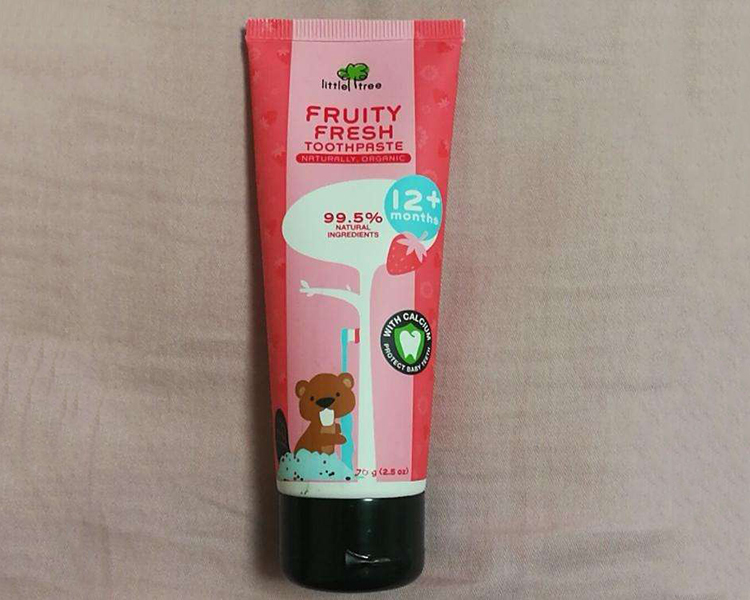 little tree
FRUITY
FRESH
TOOTHPASTE
NATURALLY, ORGANIC
12+
months
99.5%
NATURAL
INGREDIENTS
WITH CALCIUM
PROTECT BABY TEETH
70 g (2.5 oz)